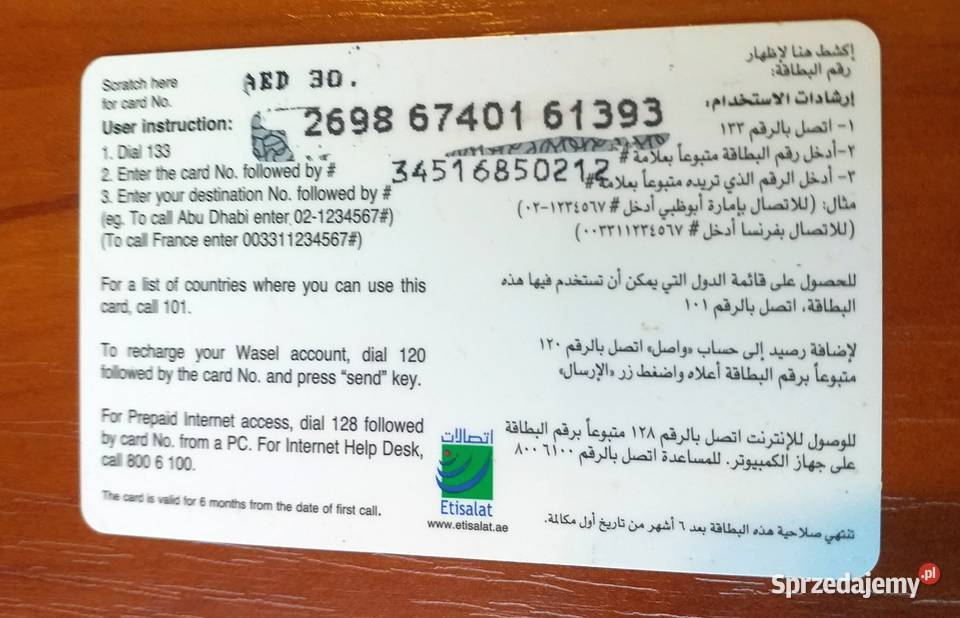 Scratch here
for card No.
AED 30.
2698 67401 61393
345168502​12
User instruction:
1. Dial 133
2. Enter the card No. followed by #
3. Enter your destination No. followed by #
(eg. To call Abu Dhabi enter 02-1234567#)
(To call France enter 003311234567#)
For a list of countries where you can use this
card, call 101.
To recharge your Wasel account, dial 120
followed by the card No. and press “send” key.
For Prepaid Internet access, dial 128 followed
by card No. from a PC. For Internet Help Desk,
call 800 6 100.
The card is valid for 6 months from the date of first call.
إكشط هنا لإظهار
رقم البطاقة:
إرشادات الاستخدام:
١- اتصل بالرقم ١٣٣
٢- أدخل رقم البطاقة متبوعاً بعلامة #
٣- أدخل الرقم الذي تريده متبوعاً بعلامة #
مثال: (للاتصال بإمارة أبوظبي أدخل # ١٢٣٤٥٦٧-٠٢)
(للاتصال بفرنسا أدخل # ٠٠٣٣١١٢٣٤٥٦٧)
للحصول على قائمة الدول التي يمكن أن تستخدم فيها هذه
البطاقة، اتصل بالرقم ١٠١
لإضافة رصيد إلى حساب «واصل» اتصل بالرقم ١٢٠
متبوعاً برقم البطاقة أعلاه واضغط زر «الإرسال»
للوصول للإنترنت اتصل بالرقم ١٢٨ متبوعاً برقم البطاقة
على جهاز الكمبيوتر. للمساعدة اتصل بالرقم ٦١٠٠ ٨٠٠
تنتهي صلاحية هذه البطاقة بعد ٦ أشهر من تاريخ أول مكالمة.
اتصالات
Etisalat
www.etisalat.ae
Sprzedajemy.pl